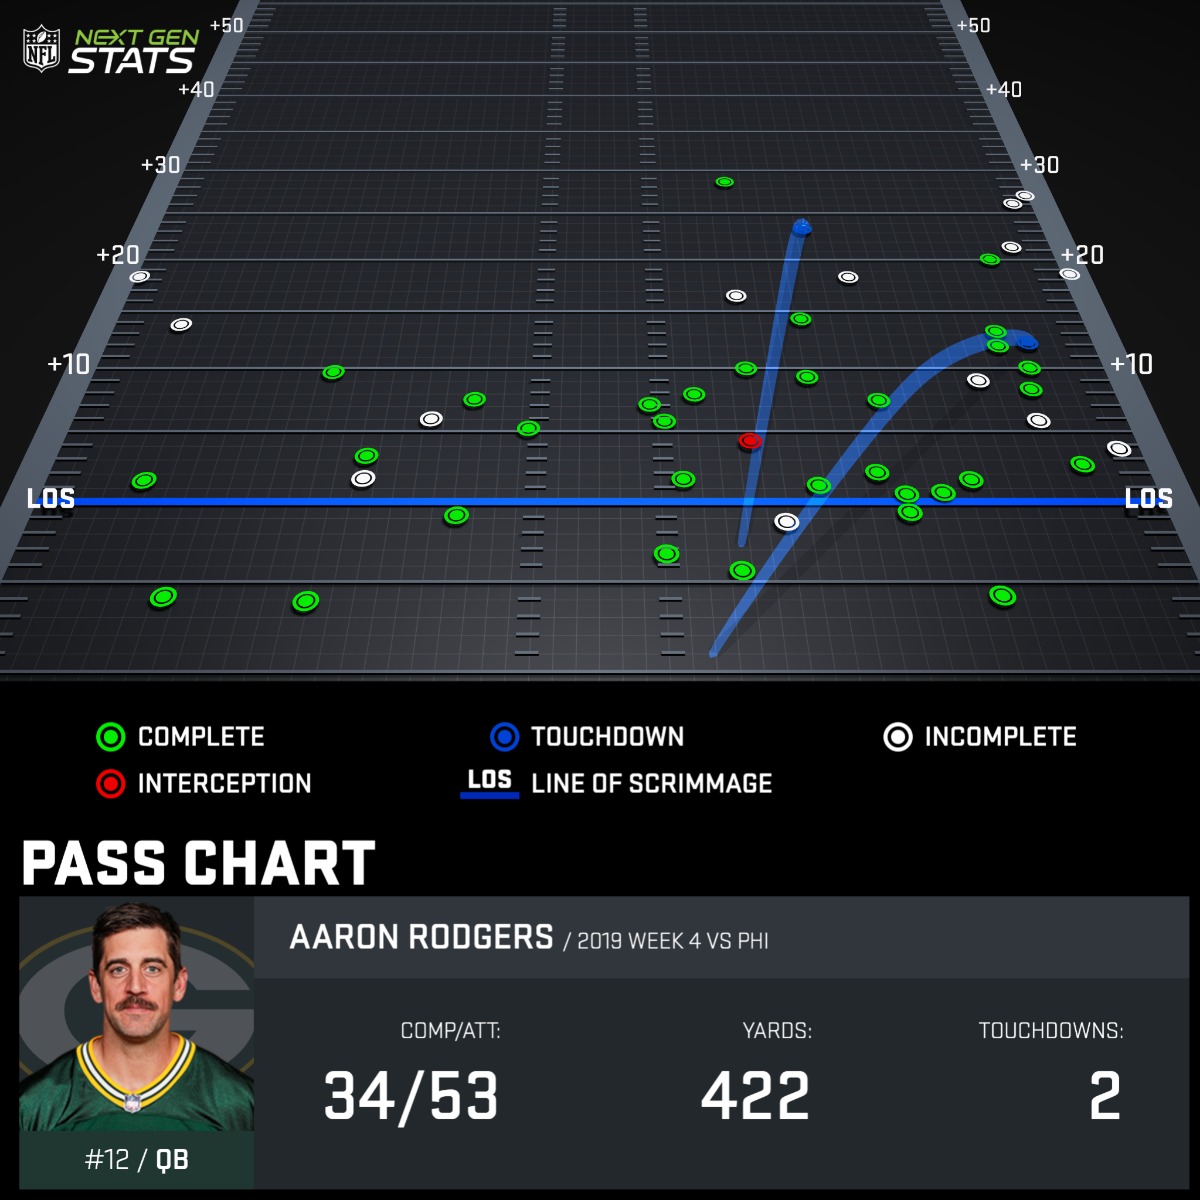 NFL
NEXT GEN
STATS
+50 +50
+40 +40
+30 +30
+20 +20
+10 +10
LOS LOS
COMPLETE TOUCHDOWN INCOMPLETE
INTERCEPTION LOS LINE OF SCRIMMAGE
PASS CHART
AARON RODGERS / 2019 WEEK 4 VS PHI
COMP/ATT: YARDS: TOUCHDOWNS:
34/53 422 2
#12 / QB